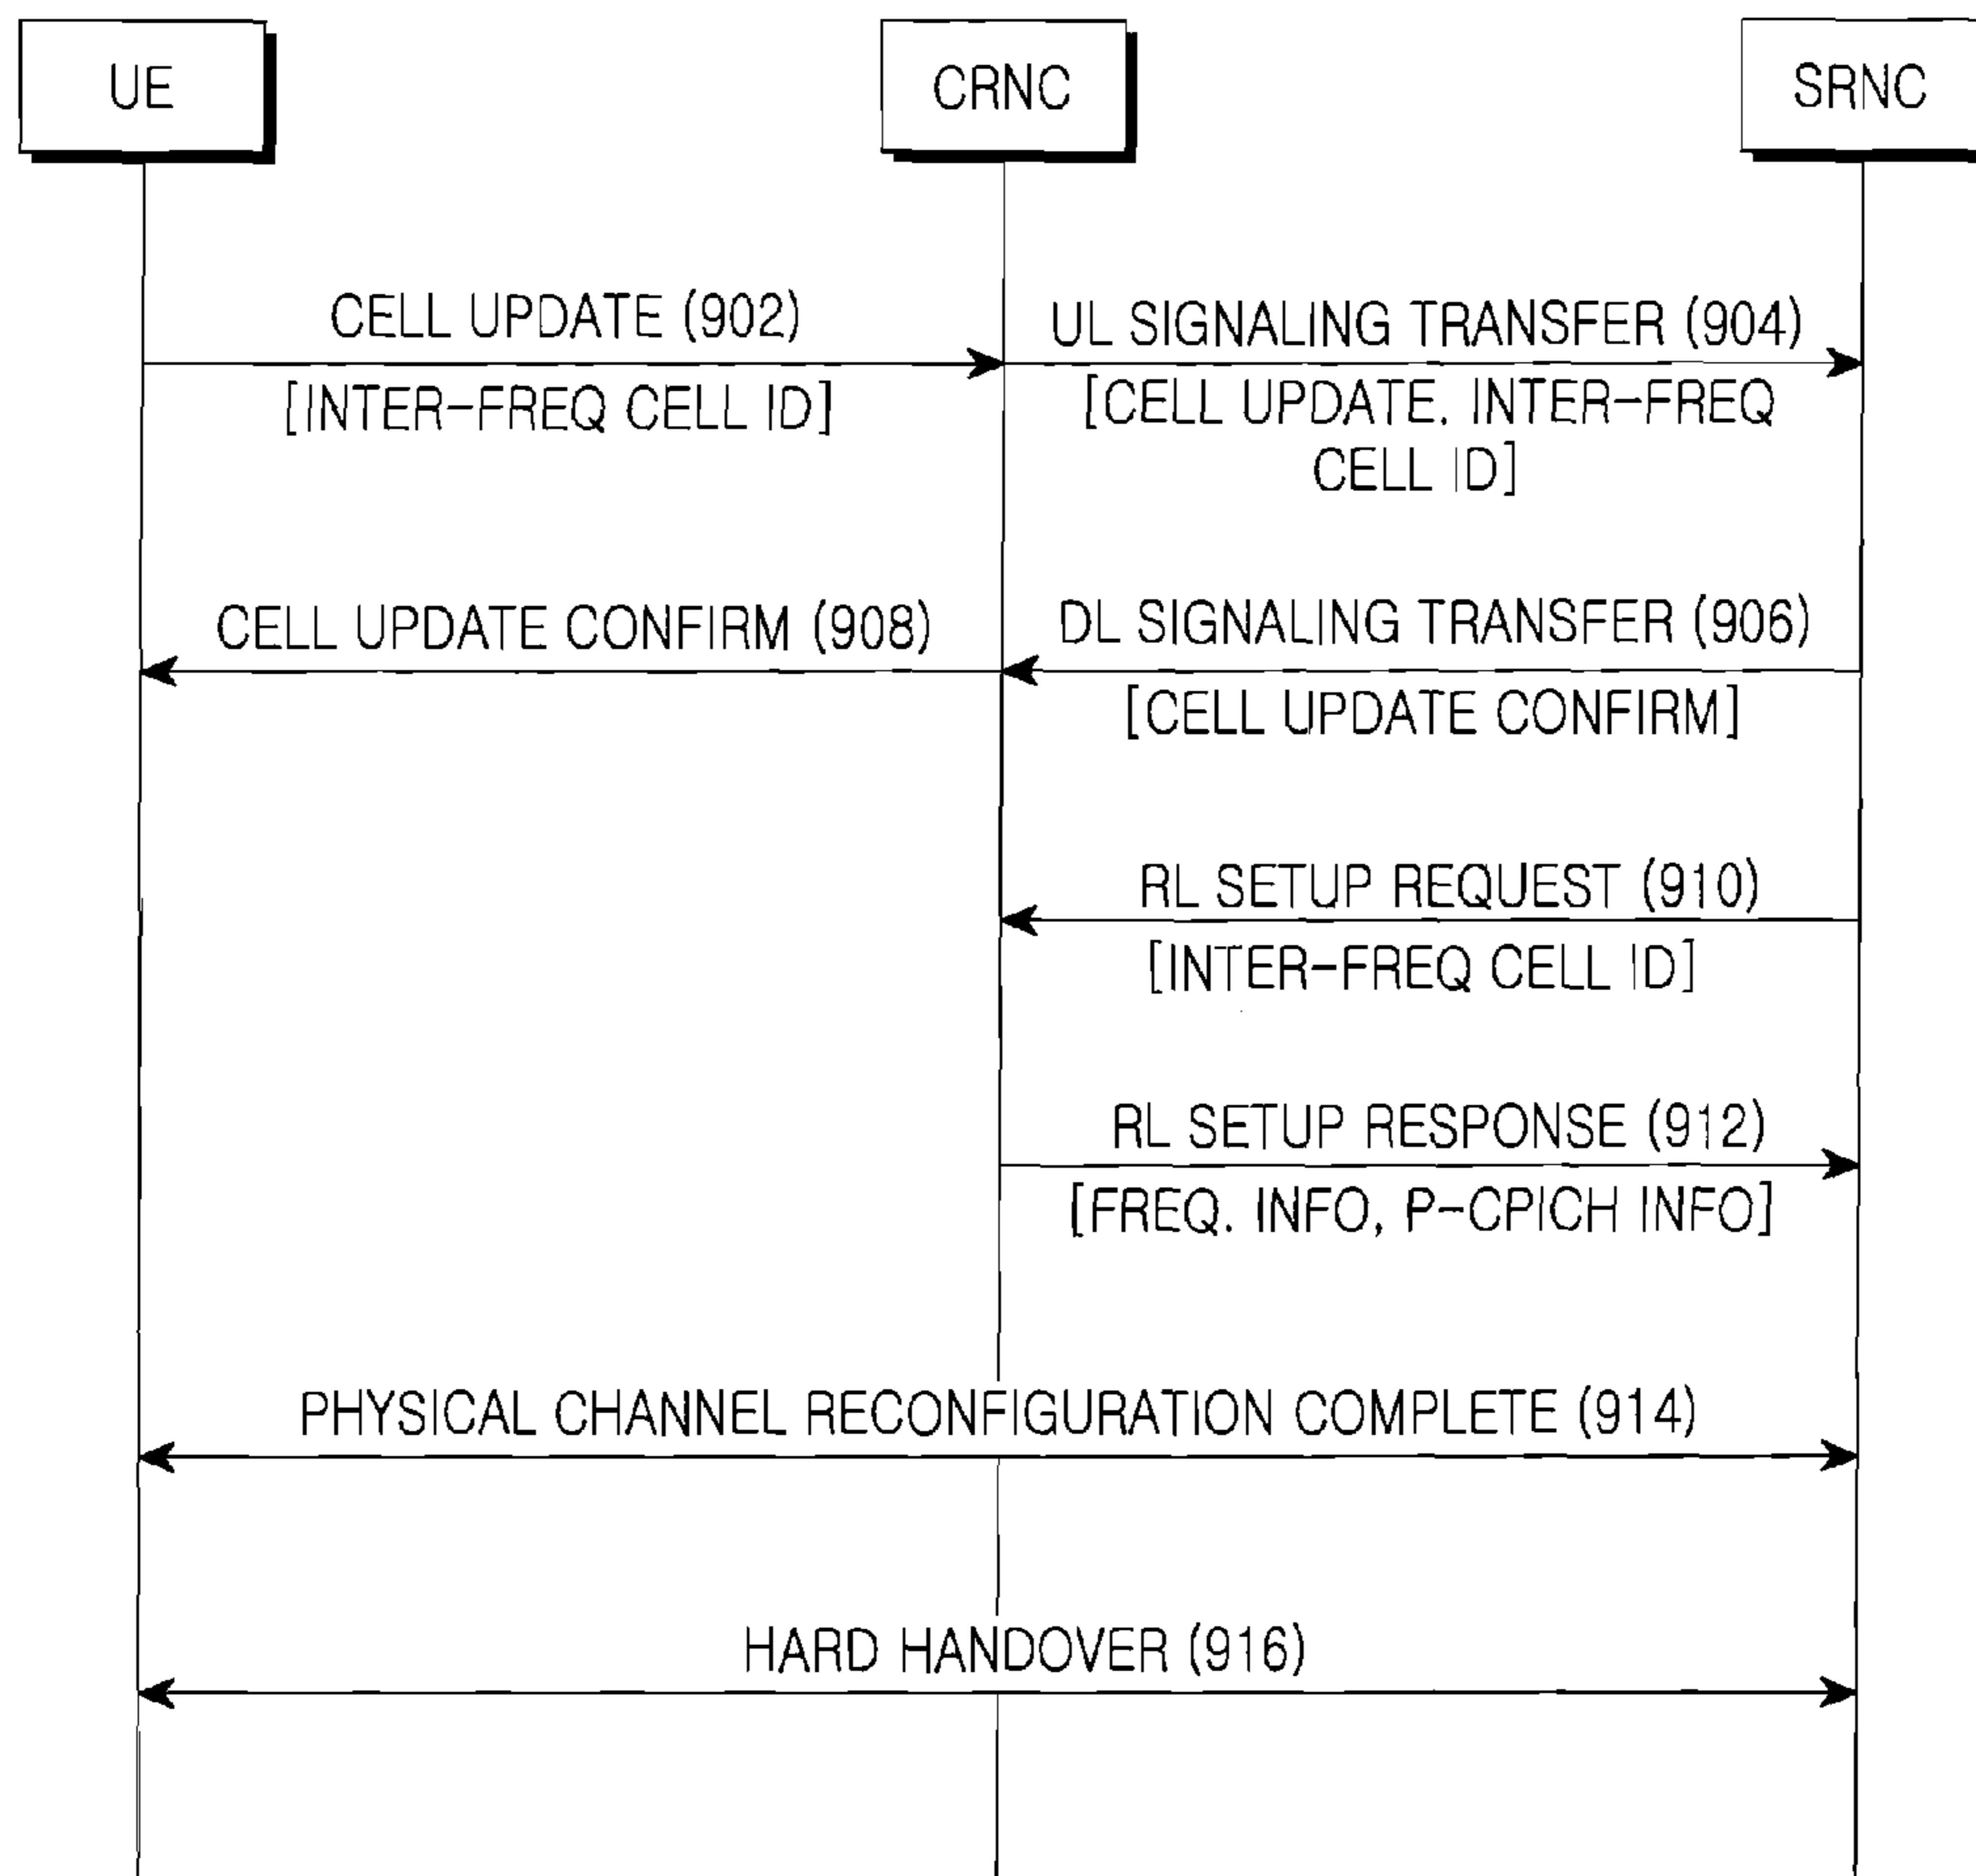 UE
CRNC
SRNC
CELL UPDATE (902)
[INTER-FREQ CELL ID]
UL SIGNALING TRANSFER (904)
[CELL UPDATE, INTER-FREQ
CELL ID]
CELL UPDATE CONFIRM (908)
DL SIGNALING TRANSFER (906)
[CELL UPDATE CONFIRM]
RL SETUP REQUEST (910)
[INTER-FREQ CELL ID]
RL SETUP RESPONSE (912)
[FREQ. INFO, P-CPICH INFO]
PHYSICAL CHANNEL RECONFIGURATION COMPLETE (914)
HARD HANDOVER (916)